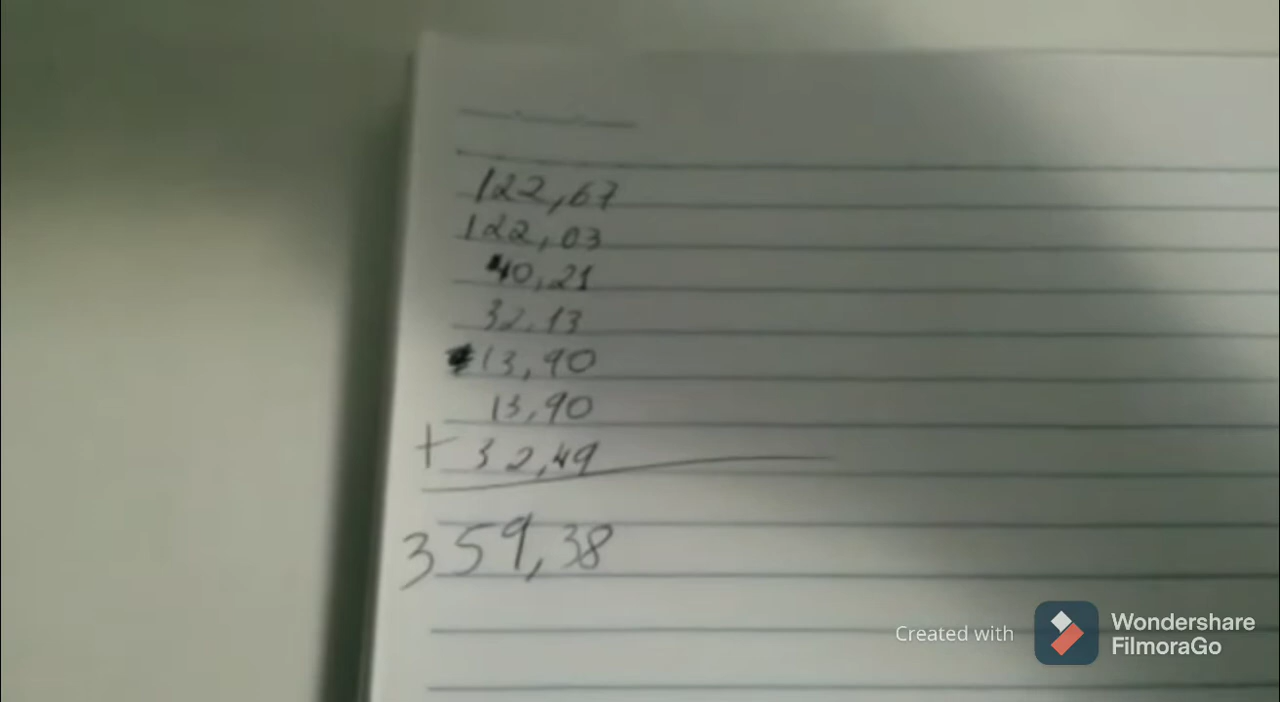 122,67
122,03
40,21
32,13
13,90
13,90
+ 32,49
359,38
Created with
Wondershare
FilmoraGo